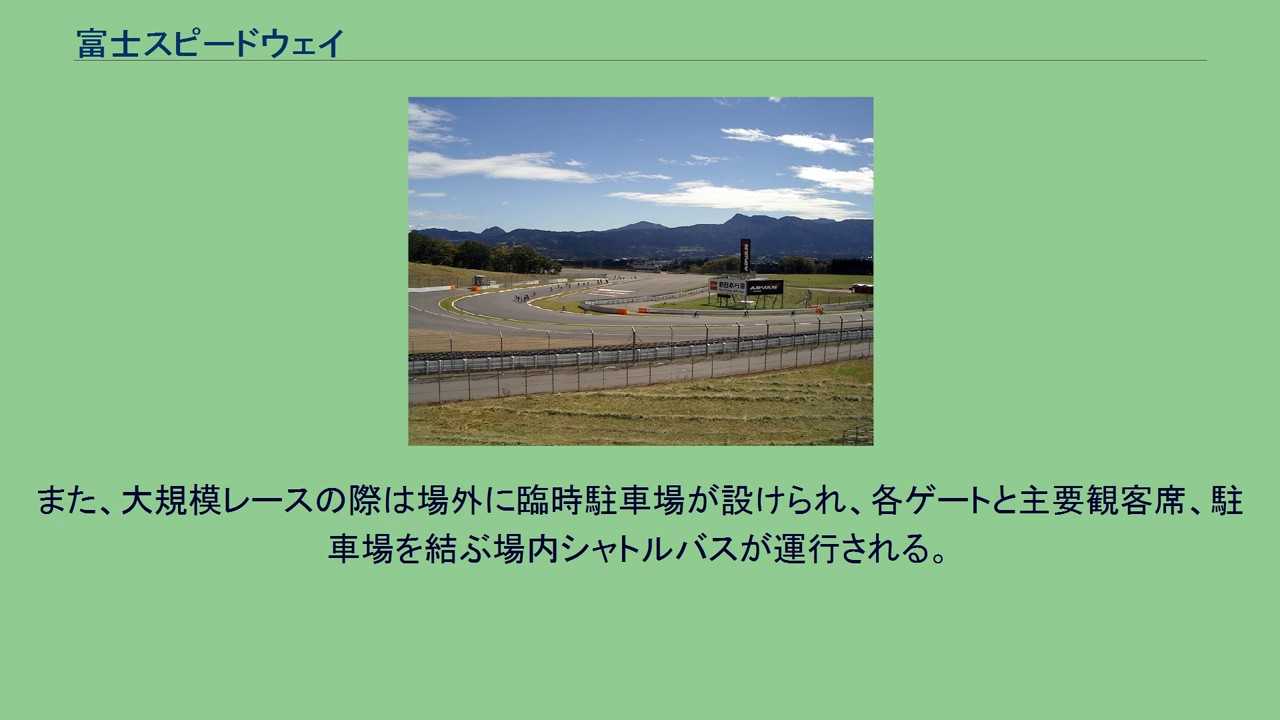 富士スピードウェイ
ADVAN
ADVAN
また、大規模レースの際は場外に臨時駐車場が設けられ、各ゲートと主要観客席、駐
車場を結ぶ場内シャトルバスが運行される。